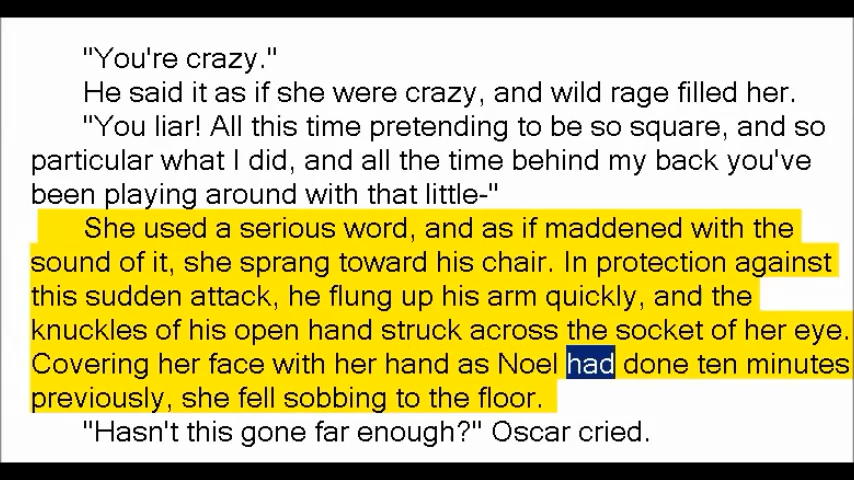 "You're crazy."
He said it as if she were crazy, and wild rage filled her.
"You liar! All this time pretending to be so square, and so
particular what I did, and all the time behind my back you've
been playing around with that little-"
She used a serious word, and as if maddened with the
sound of it, she sprang toward his chair. In protection against
this sudden attack, he flung up his arm quickly, and the
knuckles of his open hand struck across the socket of her eye.
Covering her face with her hand as Noel had done ten minutes
previously, she fell sobbing to the floor.
"Hasn't this gone far enough?" Oscar cried.